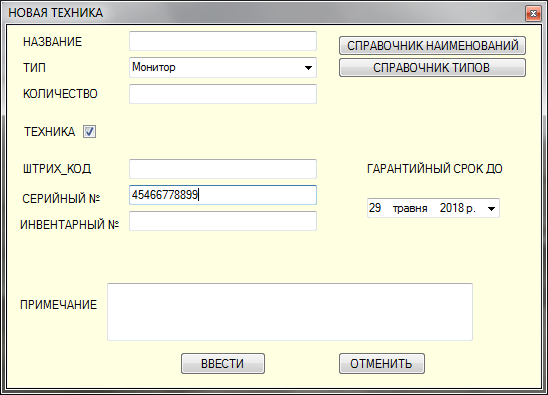 НОВАЯ ТЕХНИКА
НАЗВАНИЕ
СПРАВОЧНИК НАИМЕНОВАНИЙ
ТИП Монитор
СПРАВОЧНИК ТИПОВ
КОЛИЧЕСТВО
ТЕХНИКА
ШТРИХ_КОД
ГАРАНТИЙНЫЙ СРОК ДО
СЕРИЙНЫЙ № 45466778899
29 травня 2018 р.
ИНВЕНТАРНЫЙ №
ПРИМЕЧАНИЕ
ВВЕСТИ ОТМЕНИТЬ